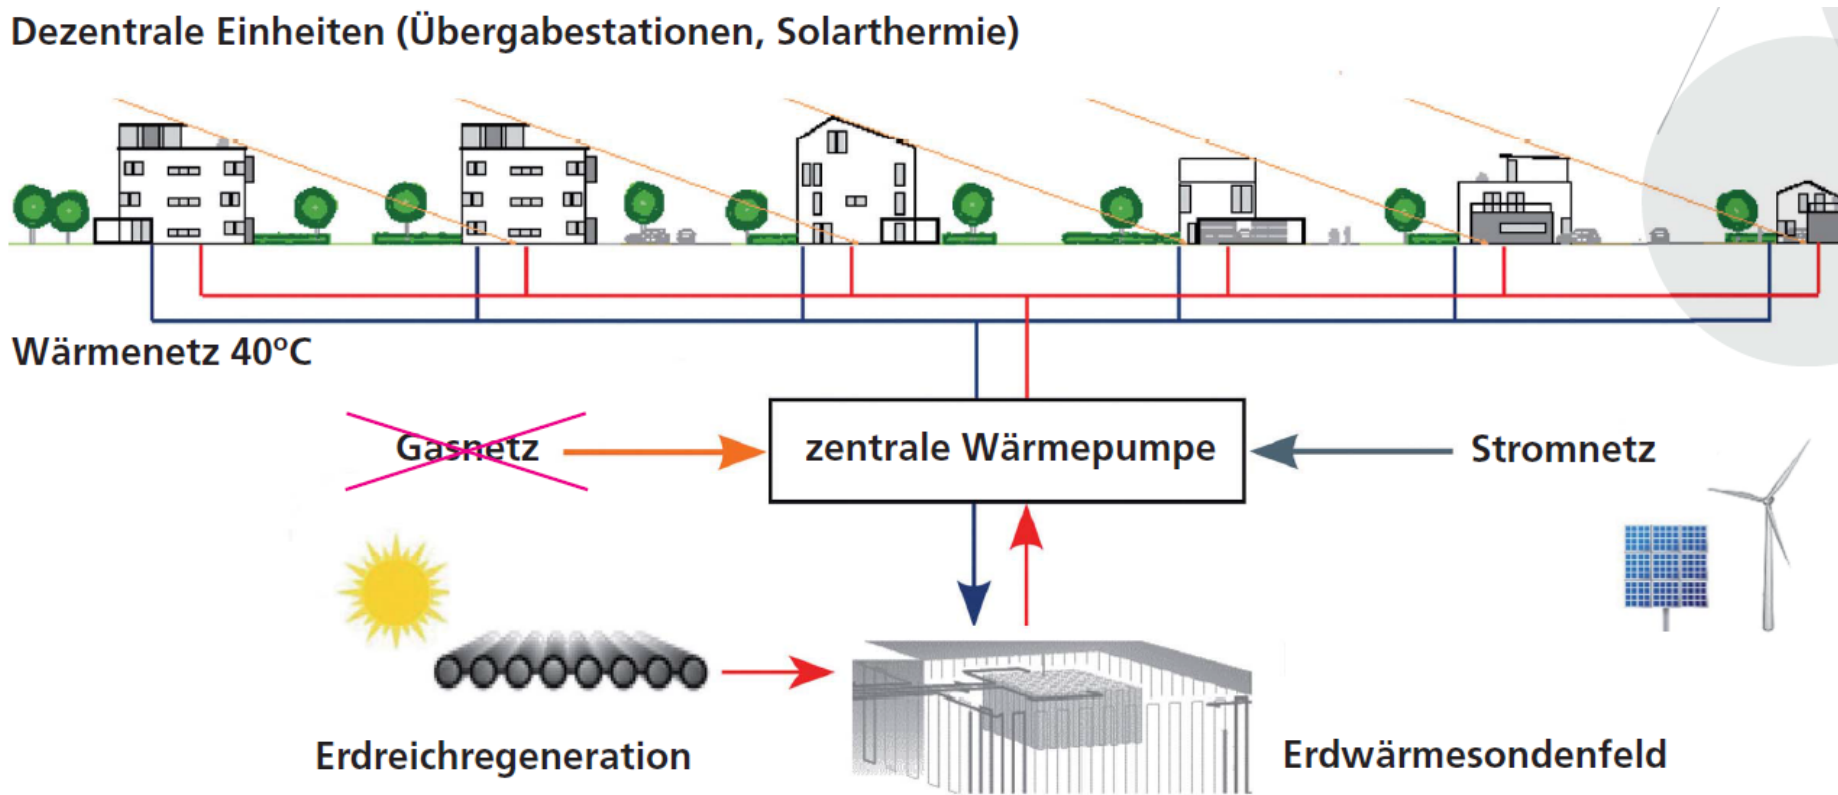 Dezentrale Einheiten (Übergabestationen, Solarthermie)
Wärmenetz 40°C
Gasnetz
zentrale Wärmepumpe
Stromnetz
Erdreichregeneration
Erdwärmesondenfeld